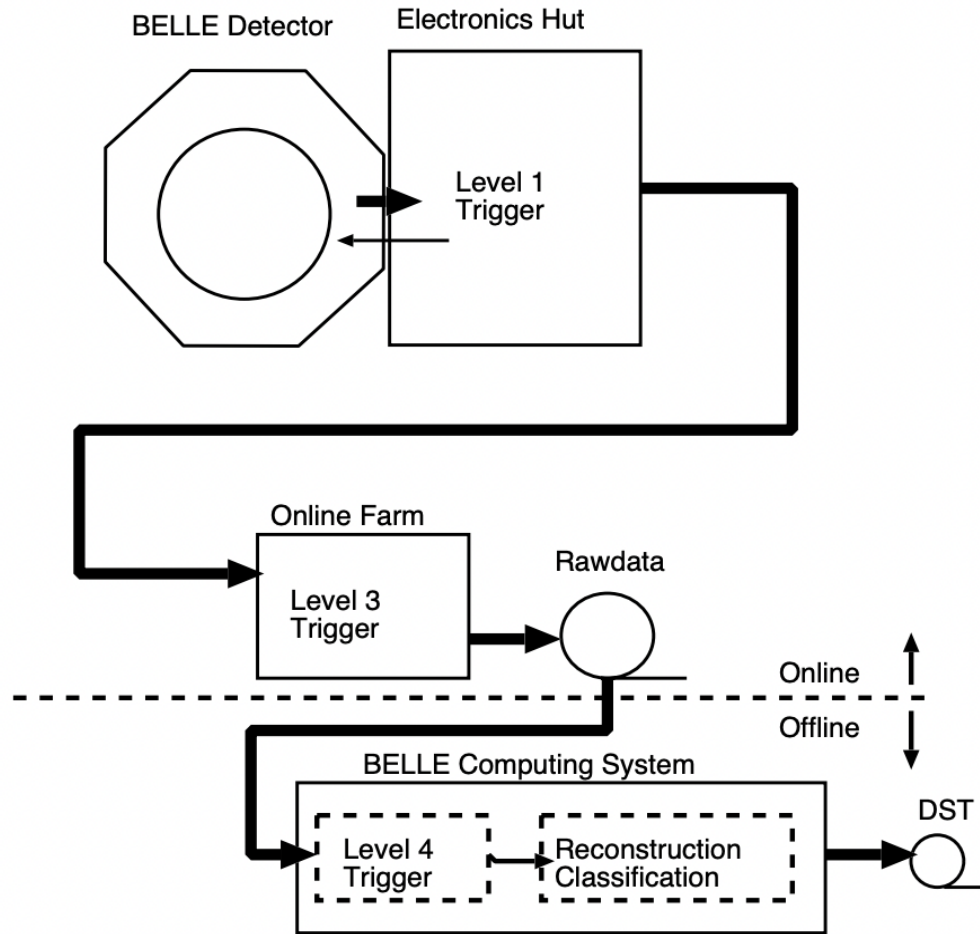 BELLE Detector
Electronics Hut
Level 1
Trigger
Online Farm
Level 3
Trigger
Rawdata
Online
Offline
BELLE Computing System
Level 4
Trigger
Reconstruction
Classification
DST